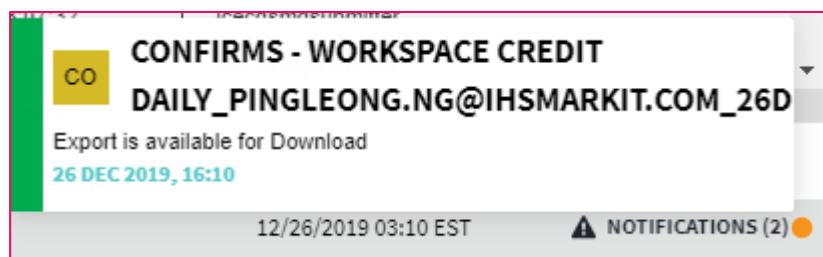 CONFIRMS - WORKSPACE CREDIT
CO
DAILY_PINGLEONG.NG@IHSMARKIT.COM_26D
Export is available for Download
26 DEC 2019, 16:10
12/26/2019 03:10 EST
NOTIFICATIONS (2)